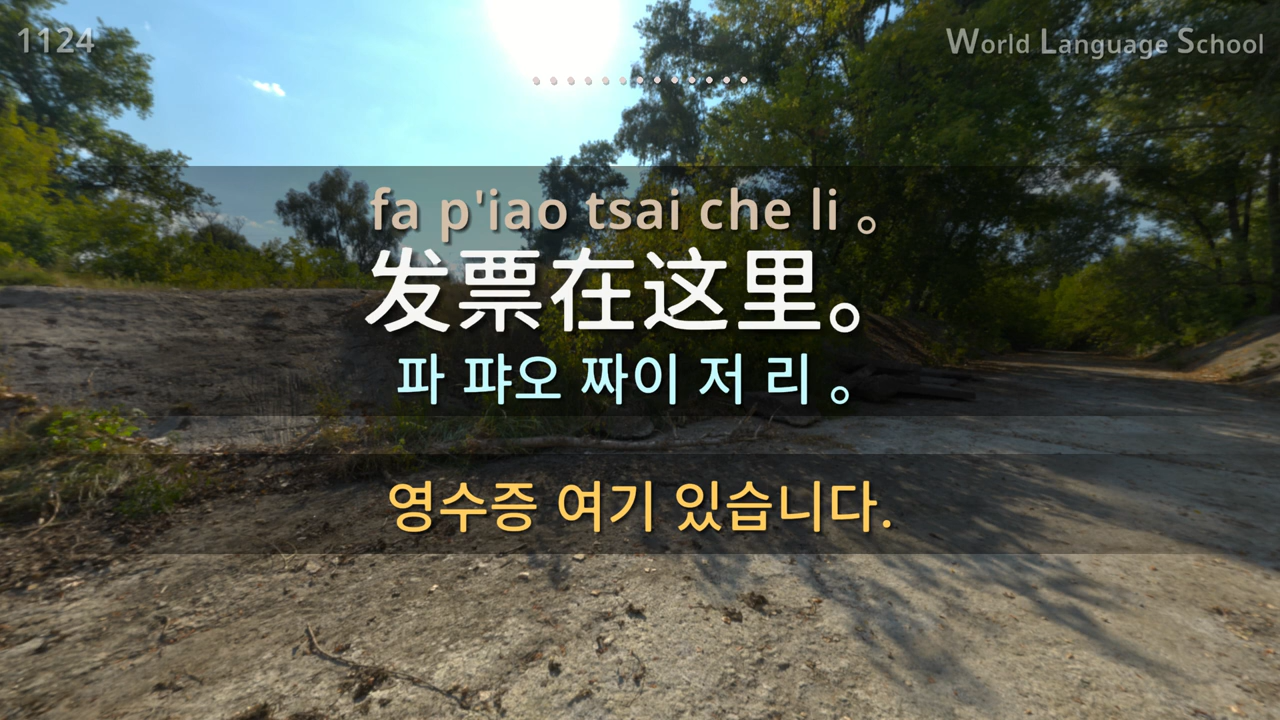 1124
World Language School
fa p'iao tsai che li 。
发票在这里。
파 퍄오 짜이 저 리 。
영수증 여기 있습니다.